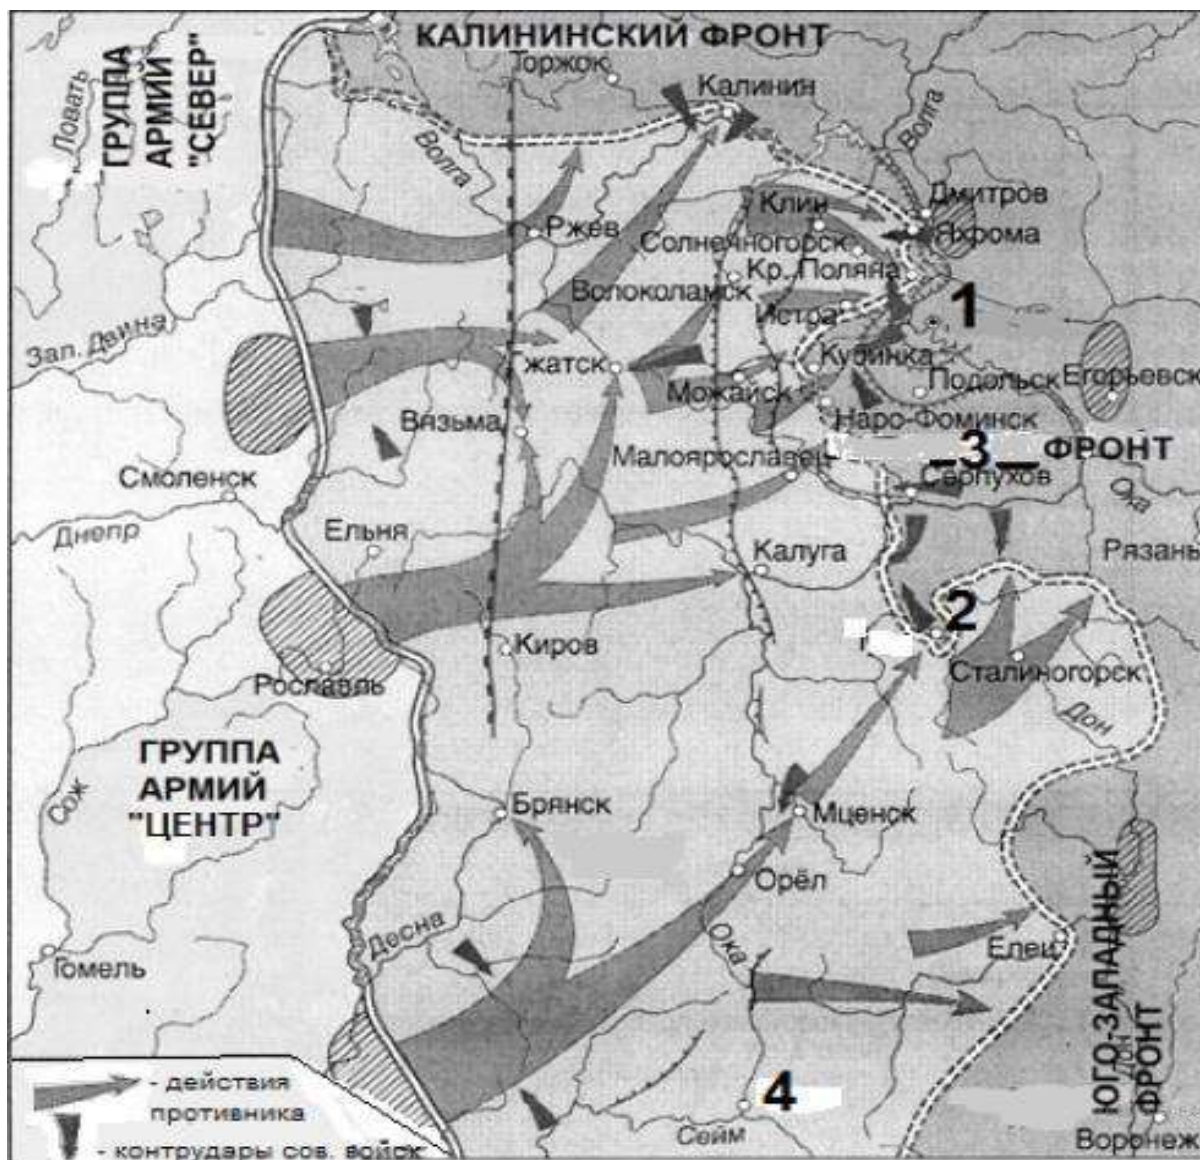 КАЛИНИНСКИЙ ФРОНТ
ГРУППА
АРМИЙ
"СЕВЕР"
Ловать
Торжок
Калинин
Волга
Волга
Дмитров
Клин
Яхрома
Ржев
Солнечногорск
Кр. Поляна
Волоколамск
1
Истра
Зап. Двина
жатск
Кубинка
Можайск
Подольск
Егорьевск
Вязьма
Наро-Фоминск
3 ФРОНТ
Малоярославец
Смоленск
Серпухов
Ока
Днепр
Ельня
Калуга
Рязань
2
Киров
Сталиногорск
Рославль
Дон
ГРУППА
АРМИЙ
"ЦЕНТР"
Сож
Брянск
Мценск
Орёл
ЮГО-ЗАПАДНЫЙ
ФРОНТ
Десна
Ока
Елец
Гомель
Дон
- действия
противника
4
- контрудары сов. войск
Сейм
Воронеж